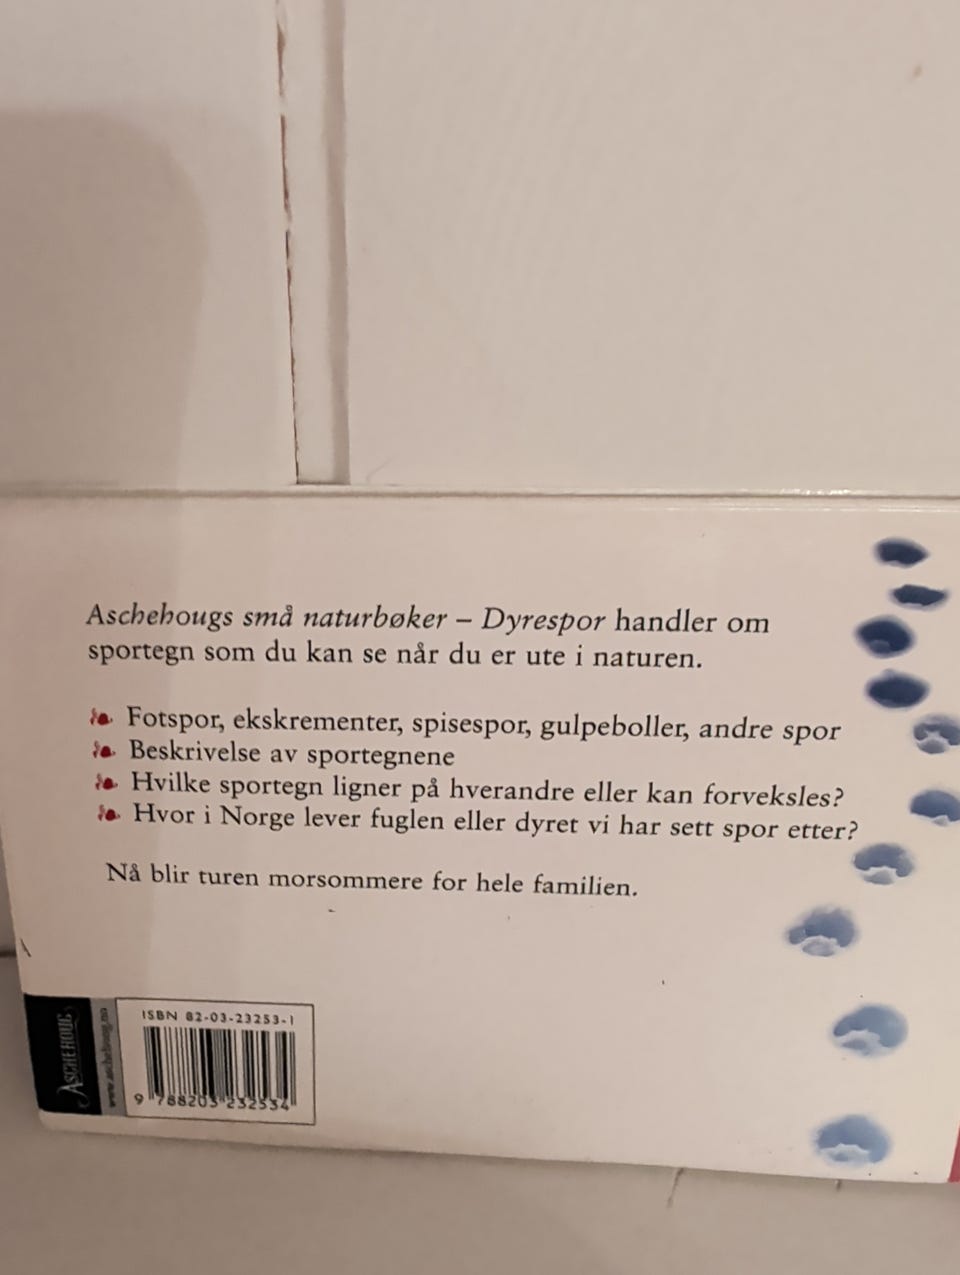 Aschehougs små naturbøker – Dyrespor handler om
sportegn som du kan se når du er ute i naturen.
Fotspor, ekskrementer, spisespor, gulpeboller, andre spor
Beskrivelse av sportegnene
Hvilke sportegn ligner på hverandre eller kan forveksles?
Hvor i Norge lever fuglen eller dyret vi har sett spor etter?
Nå blir turen morsommere for hele familien.
ASCHEHOUG
www.aschehoug.no
ISBN 82-03-23253-1
9 788203 232534